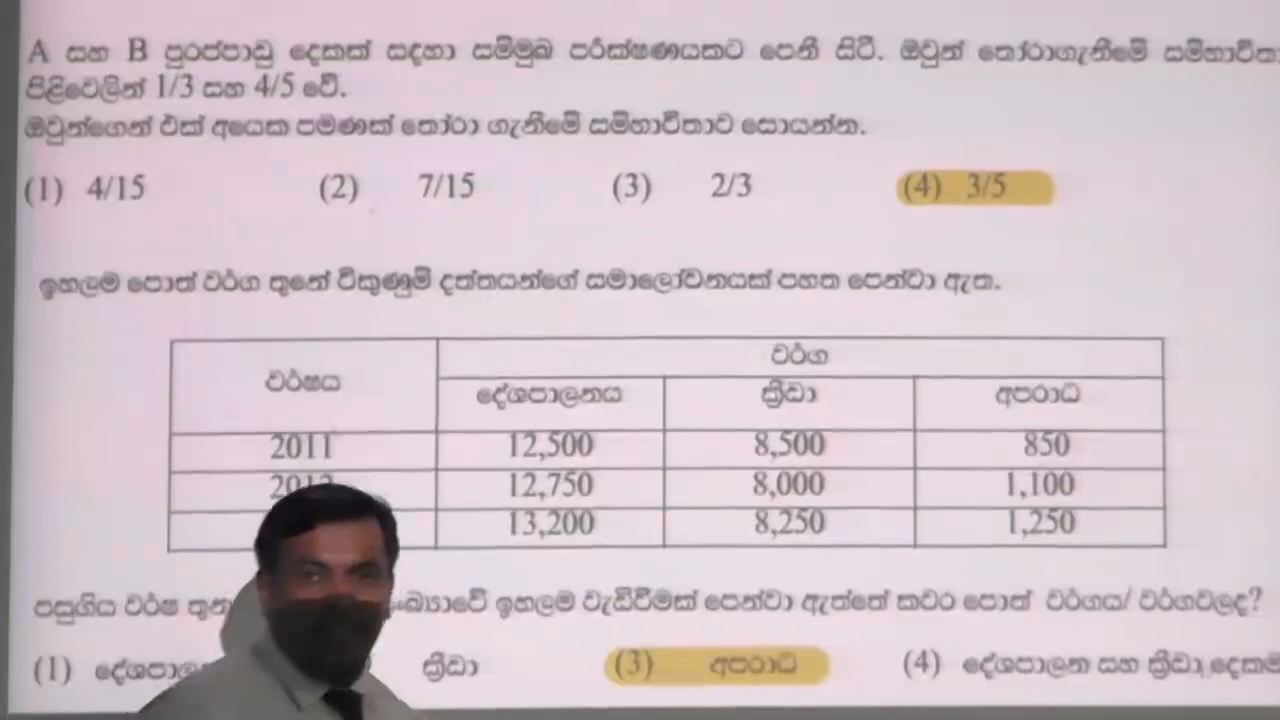 A සහ B පුරප්පාඩු දෙකක් සදහා සම්මුඛ පරීක්ෂණයකට පෙනී සිටී. ඔවුන් තෝරාගැනීමේ සම්භාවිතා
පිළිවෙලින් 1/3 සහ 4/5 වේ.
ඔවුන්ගෙන් එක් අයෙක පමණක් තෝරා ගැනීමේ සම්භාවිතාව සොයන්න.
(1) 4/15 (2) 7/15 (3) 2/3 (4) 3/5
ඉහලම පොත් වර්ග තුනේ විකුණුම් දත්තයන්ගේ සමාලෝචනයක් පහත පෙන්වා ඇත.
වර්ෂය වර්ග
දේශපාලනය ක්‍රීඩා අපරාධ
2011 12,500 8,500 850
12,750 8,000 1,100
13,200 8,250 1,250
පසුගිය වර්ෂ තුන ඉහලම වැඩිවීමක් පෙන්වා ඇත්තේ කවර පොත් වර්ගය/ වර්ගවලද?
(1) ක්‍රීඩා (3) අපරාධ (4) දේශපාලන සහ ක්‍රීඩා